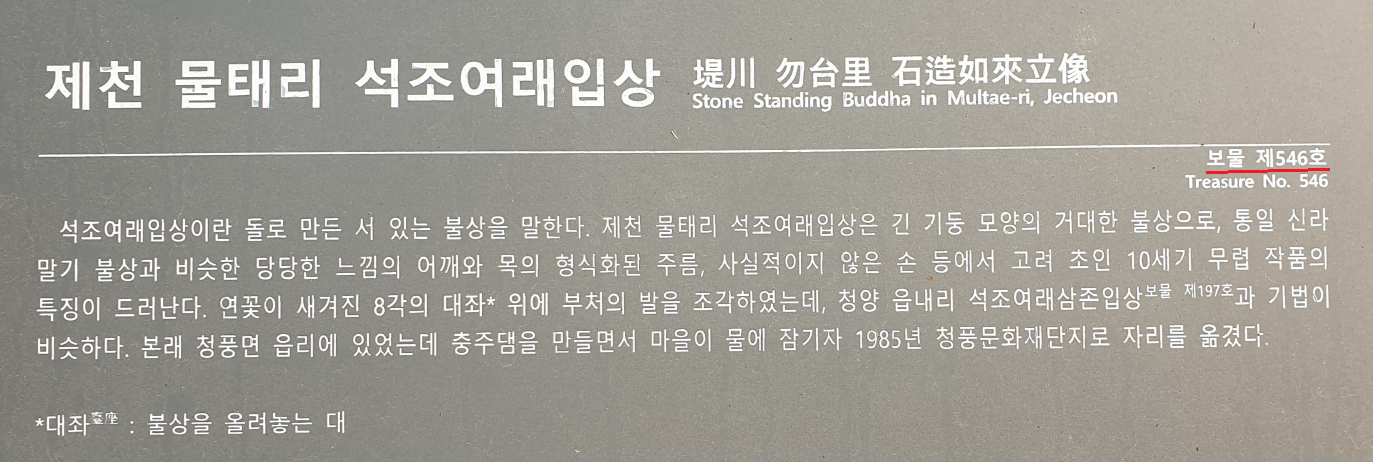 제천 물태리 석조여래입상 堤川 勿台里 石造如來立像
Stone Standing Buddha in Multae-ri, Jecheon
보물 제546호
Treasure No. 546
석조여래입상이란 돌로 만든 서 있는 불상을 말한다. 제천 물태리 석조여래입상은 긴 기둥 모양의 거대한 불상으로, 통일 신라
말기 불상과 비슷한 당당한 느낌의 어깨와 목의 형식화된 주름, 사실적이지 않은 손 등에서 고려 초인 10세기 무렵 작품의
특징이 드러난다. 연꽃이 새겨진 8각의 대좌* 위에 부처의 발을 조각하였는데, 청양 읍내리 석조여래삼존입상보물 제197호과 기법이
비슷하다. 본래 청풍면 읍리에 있었는데 충주댐을 만들면서 마을이 물에 잠기자 1985년 청풍문화재단지로 자리를 옮겼다.
*대좌臺座 : 불상을 올려놓는 대